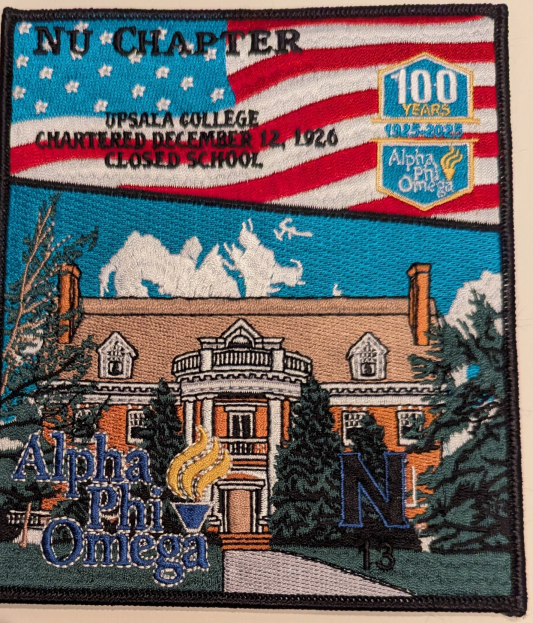 NU CHAPTER
UPSALA COLLEGE
CHARTERED DECEMBER 12, 1926
CLOSED SCHOOL
100
YEARS
1925-2025
Alpha
Phi
Omega
Alpha
Phi
Omega
N
13